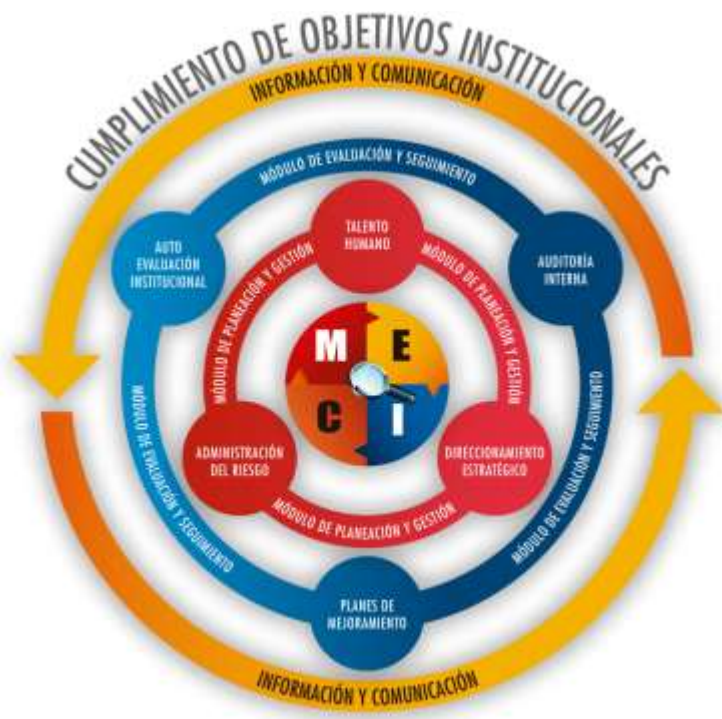 CUMPLIMIENTO DE OBJETIVOS INSTITUCIONALES
INFORMACIÓN Y COMUNICACIÓN
MÓDULO DE EVALUACIÓN Y SEGUIMIENTO
TALENTO
HUMANO
AUTO
EVALUACIÓN
INSTITUCIONAL
AUDITORÍA
INTERNA
MÓDULO DE PLANEACIÓN Y GESTIÓN
MÓDULO DE PLANEACIÓN Y GESTIÓN
M E
C I
MÓDULO DE EVALUACIÓN Y SEGUIMIENTO
MÓDULO DE EVALUACIÓN Y SEGUIMIENTO
ADMINISTRACIÓN
DEL RIESGO
DIRECCIONAMIENTO
ESTRATÉGICO
MÓDULO DE PLANEACIÓN Y GESTIÓN
PLANES DE
MEJORAMIENTO
INFORMACIÓN Y COMUNICACIÓN